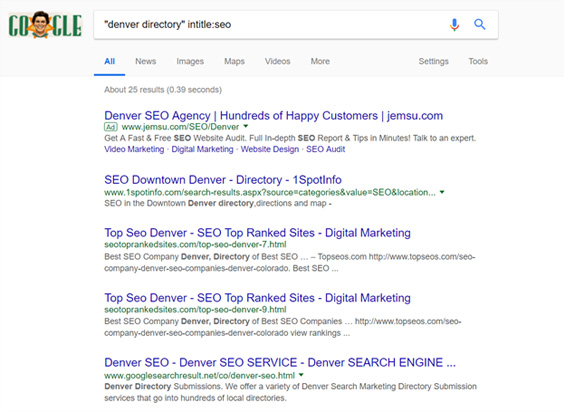 GOOGLE
"denver directory" intitle:seo
All News Images Maps Videos More Settings Tools
About 25 results (0.39 seconds)
Denver SEO Agency | Hundreds of Happy Customers | jemsu.com
Ad www.jemsu.com/SEO/Denver
Get A Fast & Free SEO Website Audit. Full In-depth SEO Report & Tips in Minutes! Talk to an expert.
Video Marketing · Digital Marketing · Website Design · SEO Audit
SEO Downtown Denver - Directory - 1SpotInfo
www.1spotinfo.com/search-results.aspx?source=categories&value=SEO&location...
SEO in the Downtown Denver directory,directions and map -
Top Seo Denver - SEO Top Ranked Sites - Digital Marketing
seotoprankedsites.com/top-seo-denver-7.html
Best SEO Company Denver, Directory of Best SEO ... – Topseos.com http://www.topseos.com/seo-
company-denver-seo-companies-denver-colorado. Best SEO ...
Top Seo Denver - SEO Top Ranked Sites - Digital Marketing
seotoprankedsites.com/top-seo-denver-9.html
Best SEO Company Denver, Directory of Best SEO Companies ... http://www.topseos.com/seo-
company-denver-seo-companies-denver-colorado view rankings ...
Denver SEO - Denver SEO SERVICE - Denver SEARCH ENGINE ...
www.googlesearchresult.net/co/denver-seo.html
Denver Directory Submissions. We offer a variety of Denver Search Marketing Directory Submission
services that go into hundreds of local directories.